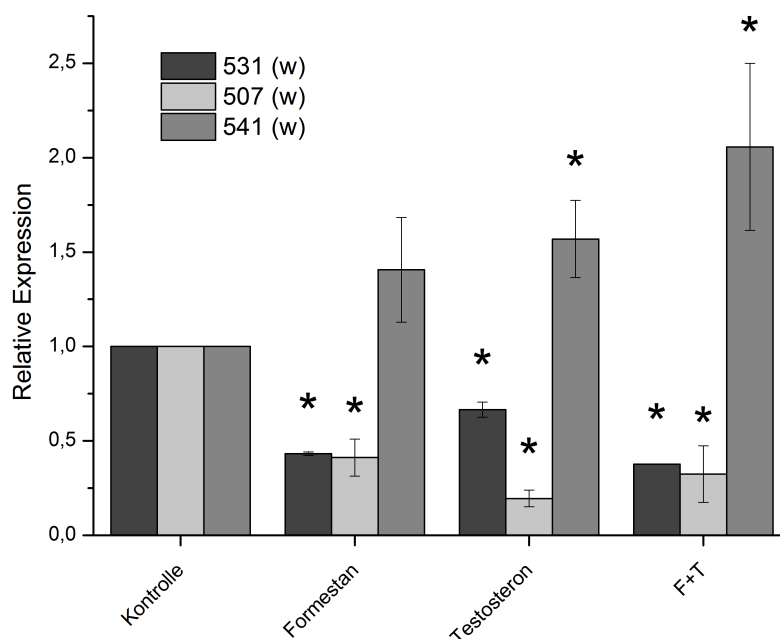 531 (w)
507 (w)
541 (w)
Relative Expression
2,5
2,0
1,5
1,0
0,5
0,0
*
*
*
*
*
*
*
*
Kontrolle
Formestan
Testosteron
F+T